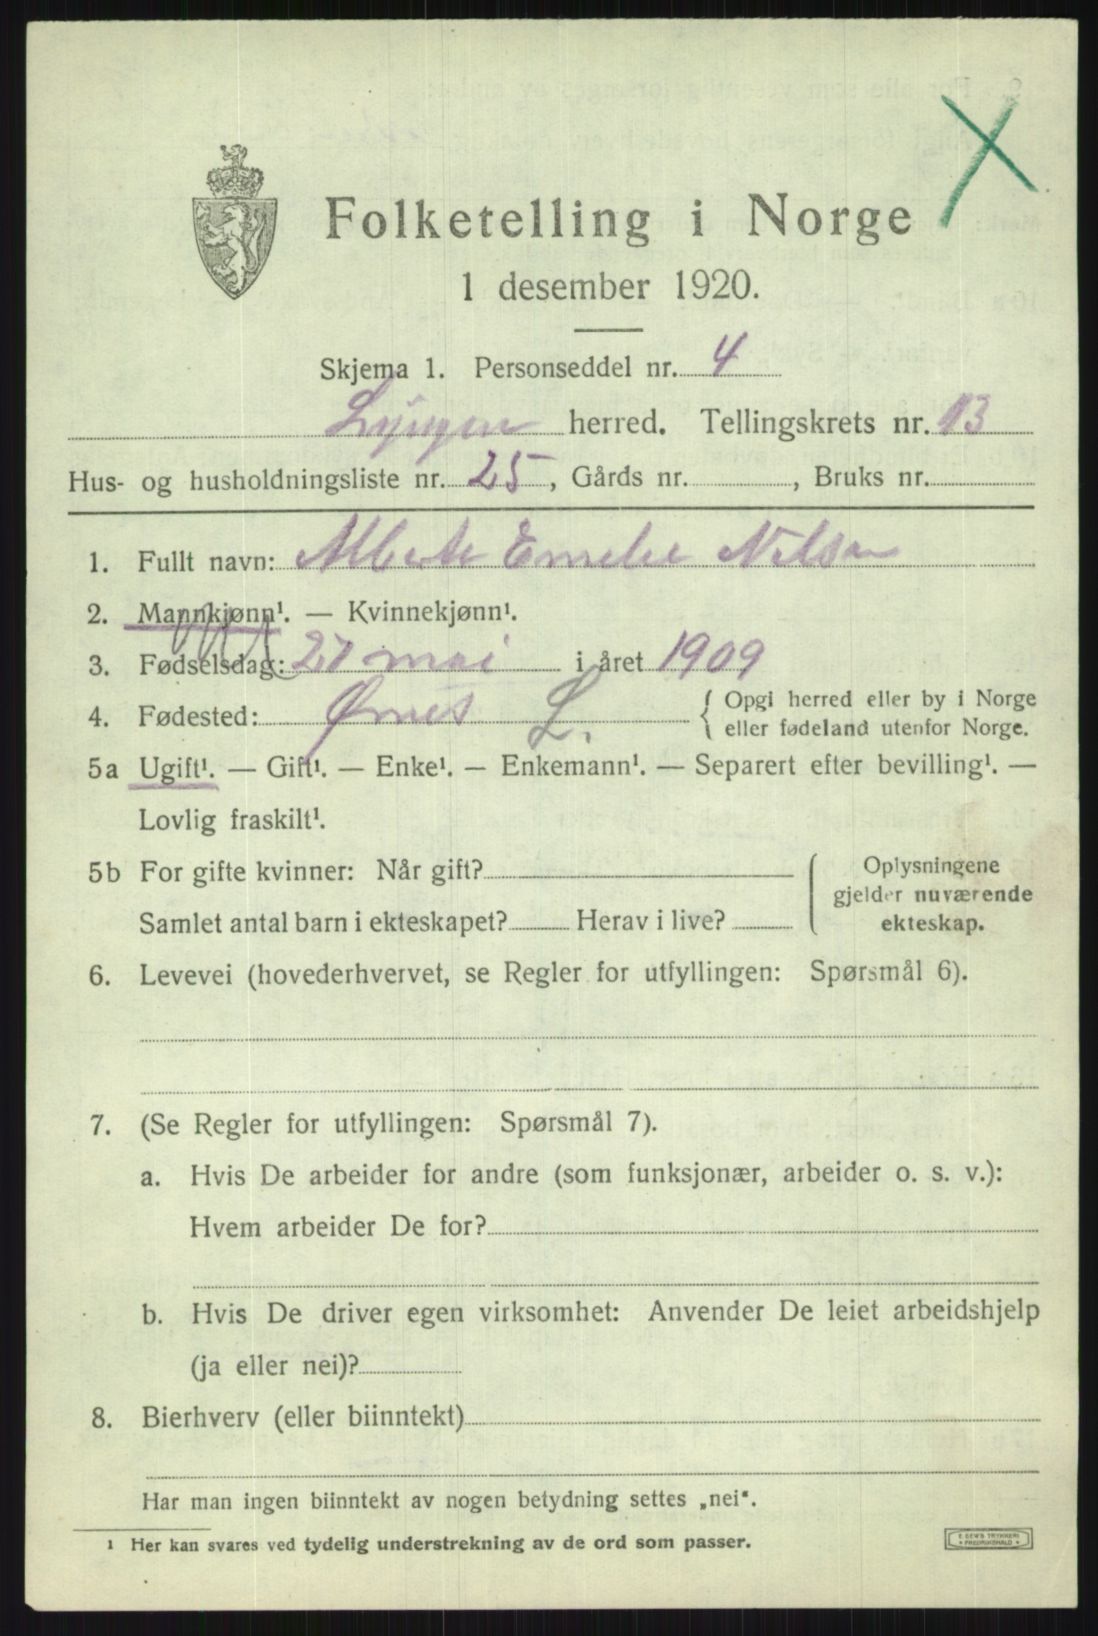 Folketelling i Norge
1 desember 1920.
Skjema 1. Personseddel nr. 4
Lyngen herred. Tellingskrets nr. 13
Hus- og husholdningsliste nr. 25, Gårds nr. , Bruks nr.
1. Fullt navn: Emelie Nilsen
2. Mannkjønn¹. — Kvinnekjønn¹.
3. Fødselsdag: 27 mai i året 1909
4. Fødested: Ørnes L. { Opgi herred eller by i Norge
eller fødeland utenfor Norge.
5a Ugift¹. — Gift¹. — Enke¹. — Enkemann¹. — Separert efter bevilling¹. —
Lovlig fraskilt¹.
5b For gifte kvinner: Når gift?
Samlet antal barn i ekteskapet? Herav i live?
Oplysningene
gjelder nuværende
ekteskap.
6. Levevei (hovederhvervet, se Regler for utfyllingen: Spørsmål 6).
7. (Se Regler for utfyllingen: Spørsmål 7).
a. Hvis De arbeider for andre (som funksjonær, arbeider o. s. v.):
Hvem arbeider De for?
b. Hvis De driver egen virksomhet: Anvender De leiet arbeidshjelp
(ja eller nei)?
8. Bierhverv (eller biinntekt)
Har man ingen biinntekt av nogen betydning settes „nei“.
¹ Her kan svares ved tydelig understrekning av de ord som passer.
E. SEM'S TRYKKERI
FREDRIKSHALD